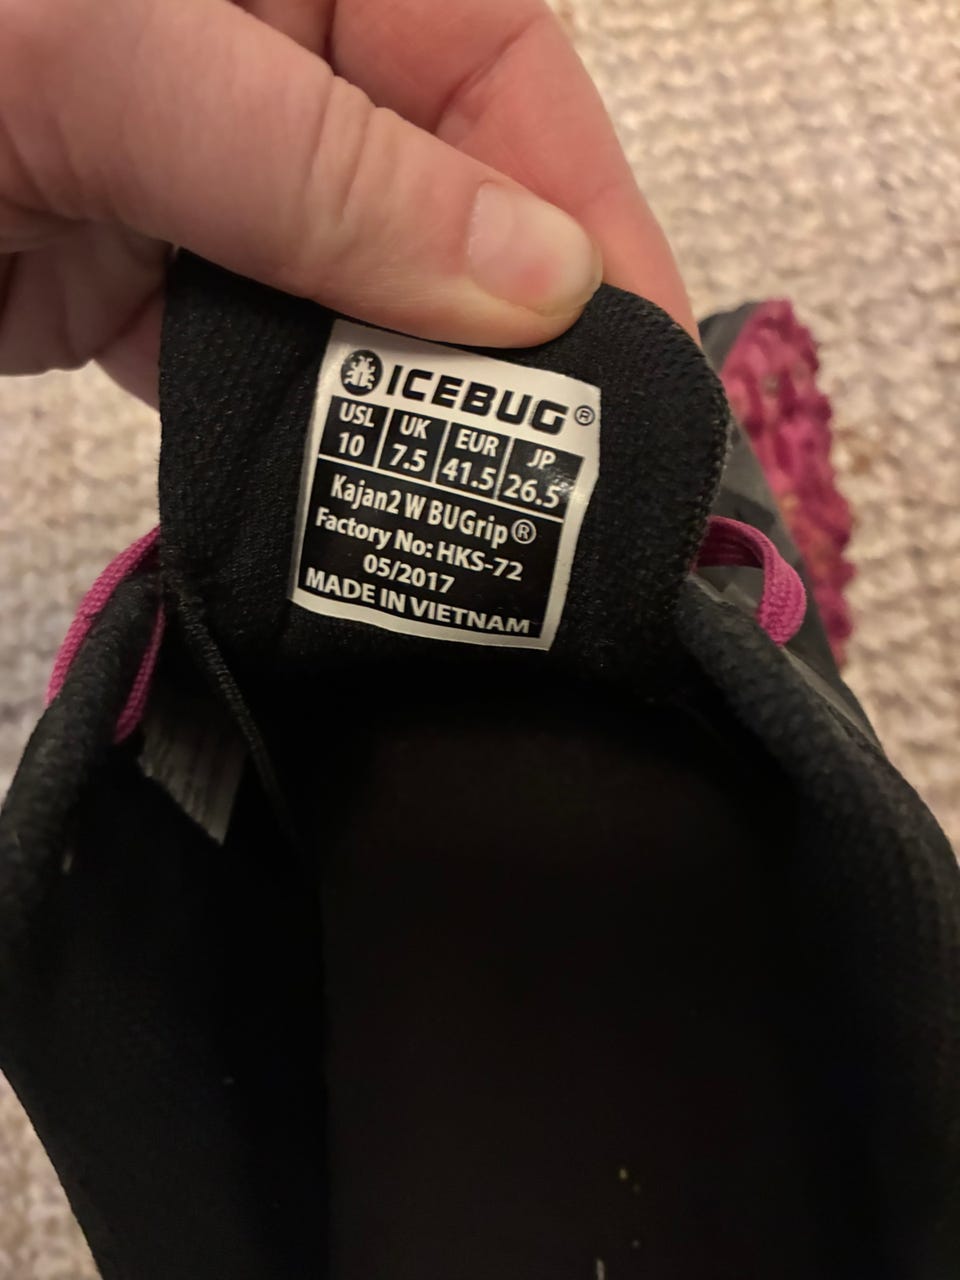 ICEBUG®
USL UK EUR JP
10 7.5 41.5 26.5
Kajan2 W BUGrip®
Factory No: HKS-72
05/2017
MADE IN VIETNAM